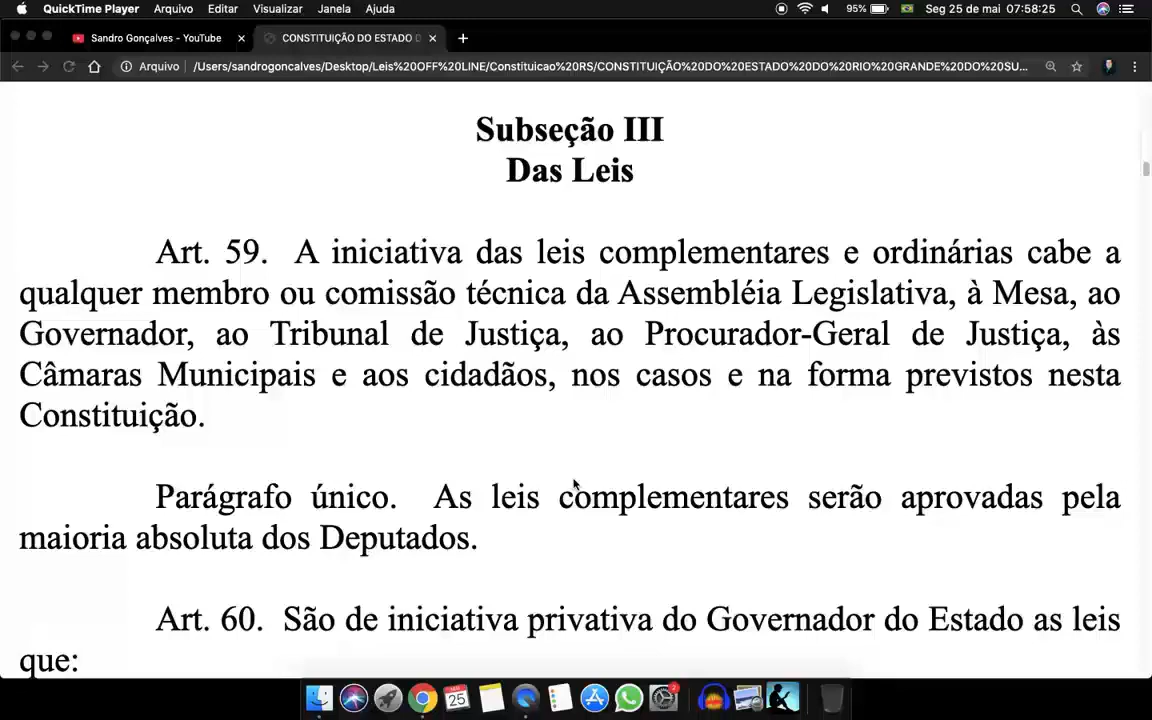 QuickTime Player Arquivo Editar Visualizar Janela Ajuda 95% Seg 25 de mai 07:58:25
Sandro Gonçalves - YouTube CONSTITUIÇÃO DO ESTADO D
Arquivo /Users/sandrogoncalves/Desktop/Leis%20OFF%20LINE/Constituicao%20RS/CONSTITUIÇÃO%20DO%20ESTADO%20DO%20RIO%20GRANDE%20DO%20SU...
Subseção III
Das Leis
Art. 59. A iniciativa das leis complementares e ordinárias cabe a
qualquer membro ou comissão técnica da Assembléia Legislativa, à Mesa, ao
Governador, ao Tribunal de Justiça, ao Procurador-Geral de Justiça, às
Câmaras Municipais e aos cidadãos, nos casos e na forma previstos nesta
Constituição.
Parágrafo único. As leis complementares serão aprovadas pela
maioria absoluta dos Deputados.
Art. 60. São de iniciativa privativa do Governador do Estado as leis
que:
25
2